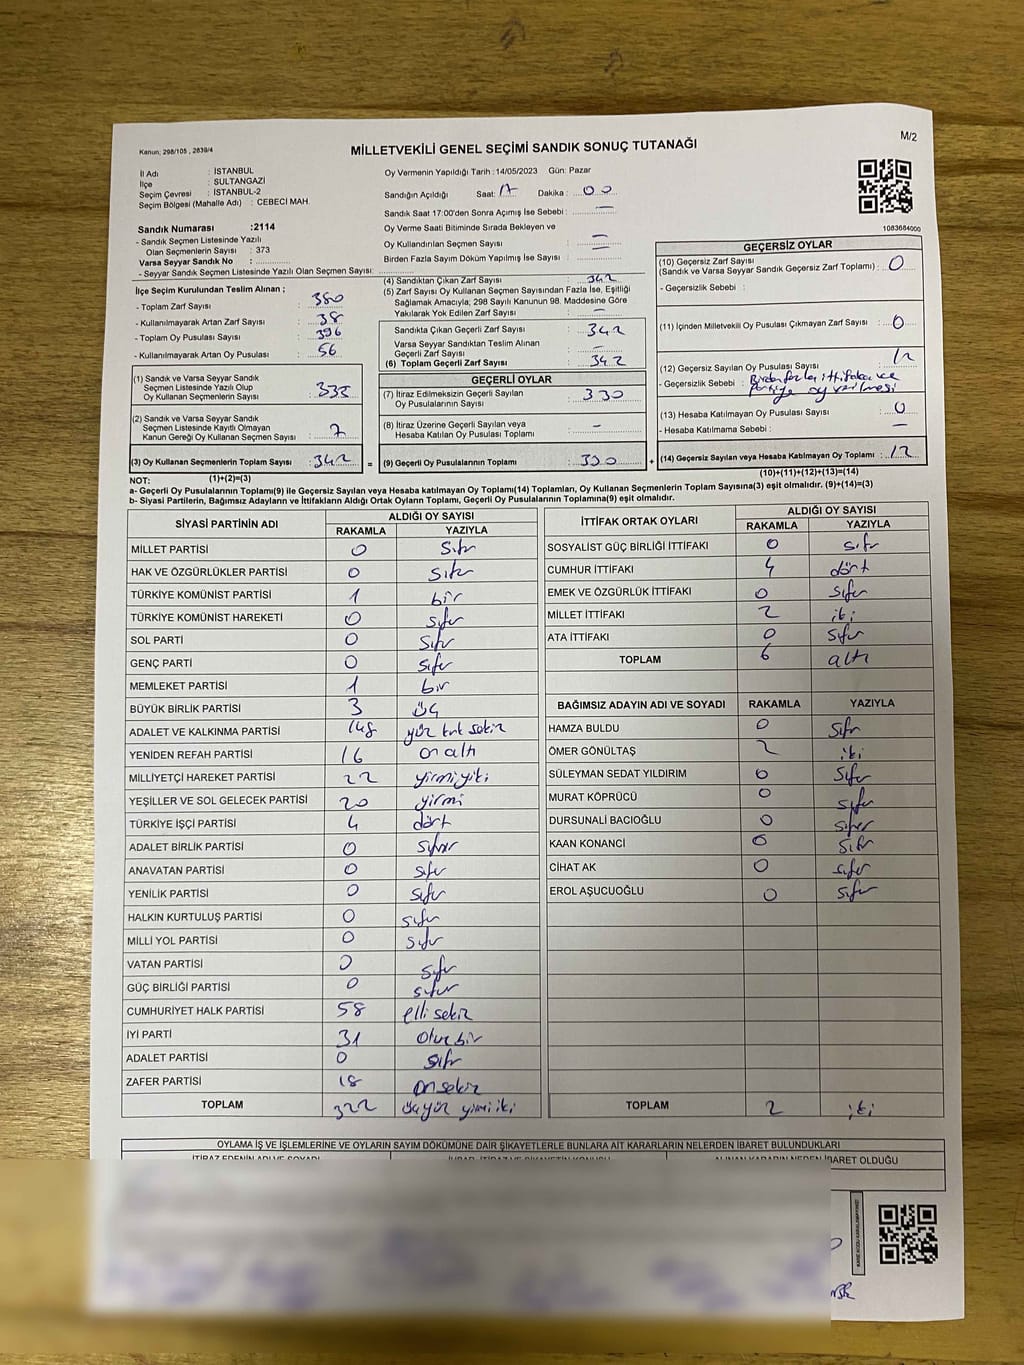 Kanun; 298/105 , 2839/4
MİLLETVEKİLİ GENEL SEÇİMİ SANDIK SONUÇ TUTANAĞI
M/2
İl Adı : İSTANBUL
İlçe : SULTANGAZİ
Seçim Çevresi : İSTANBUL-2
Seçim Bölgesi (Mahalle Adı) : CEBECİ MAH.
Sandık Numarası :2114
- Sandık Seçmen Listesinde Yazılı
Olan Seçmenlerin Sayısı : 373
Varsa Seyyar Sandık No :
- Seyyar Sandık Seçmen Listesinde Yazılı Olan Seçmen Sayısı:
Oy Vermenin Yapıldığı Tarih : 14/05/2023 Gün: Pazar
Sandığın Açıldığı Saat: 17 Dakika : 00
Sandık Saat 17:00'den Sonra Açımış İse Sebebi : —
Oy Verme Saati Bitiminde Sırada Bekleyen ve
Oy Kullandırılan Seçmen Sayısı : —
Birden Fazla Sayım Döküm Yapılmış İse Sayısı : —
1083684000
İlçe Seçim Kurulundan Teslim Alınan ;
- Toplam Zarf Sayısı : 380
- Kullanılmayarak Artan Zarf Sayısı : 38
- Toplam Oy Pusulası Sayısı : 396
- Kullanılmayarak Artan Oy Pusulası : 56
(1) Sandık ve Varsa Seyyar Sandık
Seçmen Listesinde Yazılı Olup
Oy Kullanan Seçmenlerin Sayısı : 335
(2) Sandık ve Varsa Seyyar Sandık
Seçmen Listesinde Kayıtlı Olmayan
Kanun Gereği Oy Kullanan Seçmen Sayısı : 7
(3) Oy Kullanan Seçmenlerin Toplam Sayısı : 342 =
(1)+(2)=(3)
(4) Sandıktan Çıkan Zarf Sayısı : 342
(5) Zarf Sayısı Oy Kullanan Seçmen Sayısından Fazla İse, Eşitliği
Sağlamak Amacıyla; 298 Sayılı Kanunun 98. Maddesine Göre
Yakılarak Yok Edilen Zarf Sayısı : —
Sandıkta Çıkan Geçerli Zarf Sayısı : 342
Varsa Seyyar Sandıktan Teslim Alınan
Geçerli Zarf Sayısı : —
(6) Toplam Geçerli Zarf Sayısı : 342
GEÇERLİ OYLAR
(7) İtiraz Edilmeksizin Geçerli Sayılan
Oy Pusulalarının Sayısı : 330
(8) İtiraz Üzerine Geçerli Sayılan veya
Hesaba Katılan Oy Pusulası Toplamı : -
(9) Geçerli Oy Pusulalarının Toplamı : 330 +
GEÇERSİZ OYLAR
(10) Geçersiz Zarf Sayısı
(Sandık ve Varsa Seyyar Sandık Geçersiz Zarf Toplamı) : 0
- Geçersizlik Sebebi :
(11) İçinden Milletvekili Oy Pusulası Çıkmayan Zarf Sayısı : 0
(12) Geçersiz Sayılan Oy Pusulası Sayısı : 12
- Geçersizlik Sebebi : Birden fazla ittifaka ve
partiye oy verilmesi
(13) Hesaba Katılmayan Oy Pusulası Sayısı : 0
- Hesaba Katılmama Sebebi : —
(14) Geçersiz Sayılan veya Hesaba Katılmayan Oy Toplamı : 12
(10)+(11)+(12)+(13)=(14)
NOT:
a- Geçerli Oy Pusulalarının Toplamı(9) ile Geçersiz Sayılan veya Hesaba katılmayan Oy Toplamı(14) Toplamları, Oy Kullanan Seçmenlerin Toplam Sayısına(3) eşit olmalıdır. (9)+(14)=(3)
b- Siyasi Partilerin, Bağımsız Adayların ve İttifakların Aldığı Ortak Oyların Toplamı, Geçerli Oy Pusulalarının Toplamına(9) eşit olmalıdır.
SİYASİ PARTİNİN ADI ALDIĞI OY SAYISI
RAKAMLA YAZIYLA
MİLLET PARTİSİ 0 Sıfır
HAK VE ÖZGÜRLÜKLER PARTİSİ 0 Sıfır
TÜRKİYE KOMÜNİST PARTİSİ 1 bir
TÜRKİYE KOMÜNİST HAREKETİ 0 sıfır
SOL PARTİ 0 Sıfır
GENÇ PARTİ 0 sıfır
MEMLEKET PARTİSİ 1 bir
BÜYÜK BİRLİK PARTİSİ 3 üç
ADALET VE KALKINMA PARTİSİ 148 yüz kırk sekiz
YENİDEN REFAH PARTİSİ 16 on altı
MİLLİYETÇİ HAREKET PARTİSİ 22 yirmiyiki
YEŞİLLER VE SOL GELECEK PARTİSİ 20 yirmi
TÜRKİYE İŞÇİ PARTİSİ 4 dört
ADALET BİRLİK PARTİSİ 0 sıfır
ANAVATAN PARTİSİ 0 sıfır
YENİLİK PARTİSİ 0 sıfır
HALKIN KURTULUŞ PARTİSİ 0 sıfır
MİLLİ YOL PARTİSİ 0 sıfır
VATAN PARTİSİ 0 sıfır
GÜÇ BİRLİĞİ PARTİSİ 0 sıfır
CUMHURİYET HALK PARTİSİ 58 elli sekiz
İYİ PARTİ 31 otuz bir
ADALET PARTİSİ 0 sıfır
ZAFER PARTİSİ 18 on sekiz
TOPLAM 322 üçyüz yirmi iki
İTTİFAK ORTAK OYLARI ALDIĞI OY SAYISI
RAKAMLA YAZIYLA
SOSYALİST GÜÇ BİRLİĞİ İTTİFAKI 0 sıfır
CUMHUR İTTİFAKI 4 dört
EMEK VE ÖZGÜRLÜK İTTİFAKI 0 sıfır
MİLLET İTTİFAKI 2 iki
ATA İTTİFAKI 0 sıfır
TOPLAM 6 altı
BAĞIMSIZ ADAYIN ADI VE SOYADI RAKAMLA YAZIYLA
HAMZA BULDU 0 Sıfır
ÖMER GÖNÜLTAŞ 2 iki
SÜLEYMAN SEDAT YILDIRIM 0 Sıfır
MURAT KÖPRÜCÜ 0 sıfır
DURSUNALİ BACIOĞLU 0 sıfır
KAAN KONANCİ 0 Sıfır
CİHAT AK 0 sıfır
EROL AŞUCUOĞLU 0 sıfır
TOPLAM 2 iki
OYLAMA İŞ VE İŞLEMLERİNE VE OYLARIN SAYIM DÖKÜMÜNE DAİR ŞİKAYETLERLE BUNLARA AİT KARARLARIN NELERDEN İBARET BULUNDUKLARI
İTİRAZ EDENİN ADI VE SOYADI ALINAN KARARIN NEDEN İBARET OLDUĞU